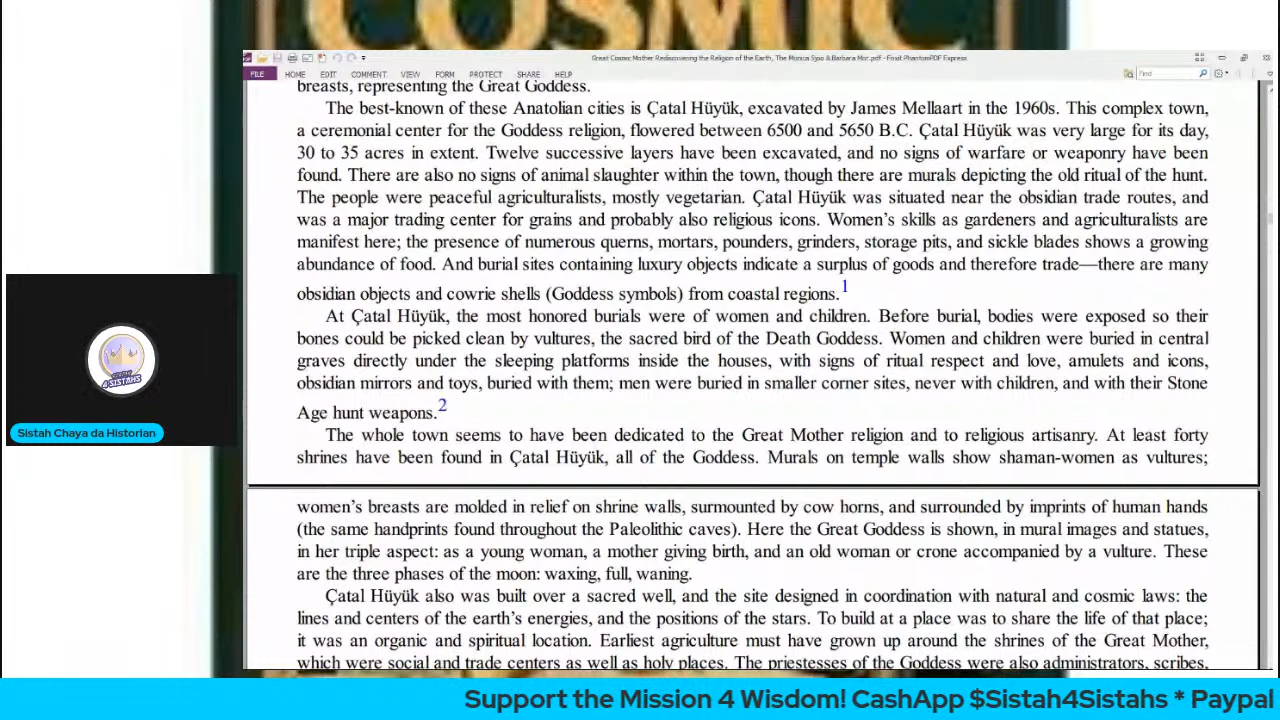 COSMIC
Great Cosmic Mother Rediscovering the Religion of the Earth, The Monica Sjoo & Barbara Mor.pdf - Foxit PhantomPDF Express
FILE HOME EDIT COMMENT VIEW FORM PROTECT SHARE HELP
Find
breasts, representing the Great Goddess.
The best-known of these Anatolian cities is Çatal Hüyük, excavated by James Mellaart in the 1960s. This complex town,
a ceremonial center for the Goddess religion, flowered between 6500 and 5650 B.C. Çatal Hüyük was very large for its day,
30 to 35 acres in extent. Twelve successive layers have been excavated, and no signs of warfare or weaponry have been
found. There are also no signs of animal slaughter within the town, though there are murals depicting the old ritual of the hunt.
The people were peaceful agriculturalists, mostly vegetarian. Çatal Hüyük was situated near the obsidian trade routes, and
was a major trading center for grains and probably also religious icons. Women’s skills as gardeners and agriculturalists are
manifest here; the presence of numerous querns, mortars, pounders, grinders, storage pits, and sickle blades shows a growing
abundance of food. And burial sites containing luxury objects indicate a surplus of goods and therefore trade—there are many
obsidian objects and cowrie shells (Goddess symbols) from coastal regions.1
At Çatal Hüyük, the most honored burials were of women and children. Before burial, bodies were exposed so their
bones could be picked clean by vultures, the sacred bird of the Death Goddess. Women and children were buried in central
graves directly under the sleeping platforms inside the houses, with signs of ritual respect and love, amulets and icons,
obsidian mirrors and toys, buried with them; men were buried in smaller corner sites, never with children, and with their Stone
Age hunt weapons.2
The whole town seems to have been dedicated to the Great Mother religion and to religious artisanry. At least forty
shrines have been found in Çatal Hüyük, all of the Goddess. Murals on temple walls show shaman-women as vultures;
women’s breasts are molded in relief on shrine walls, surmounted by cow horns, and surrounded by imprints of human hands
(the same handprints found throughout the Paleolithic caves). Here the Great Goddess is shown, in mural images and statues,
in her triple aspect: as a young woman, a mother giving birth, and an old woman or crone accompanied by a vulture. These
are the three phases of the moon: waxing, full, waning.
Çatal Hüyük also was built over a sacred well, and the site designed in coordination with natural and cosmic laws: the
lines and centers of the earth’s energies, and the positions of the stars. To build at a place was to share the life of that place;
it was an organic and spiritual location. Earliest agriculture must have grown up around the shrines of the Great Mother,
which were social and trade centers as well as holy places. The priestesses of the Goddess were also administrators, scribes,
4 SISTAHS
Sistah Chaya da Historian
Support the Mission 4 Wisdom! CashApp $Sistah4Sistahs * Paypal